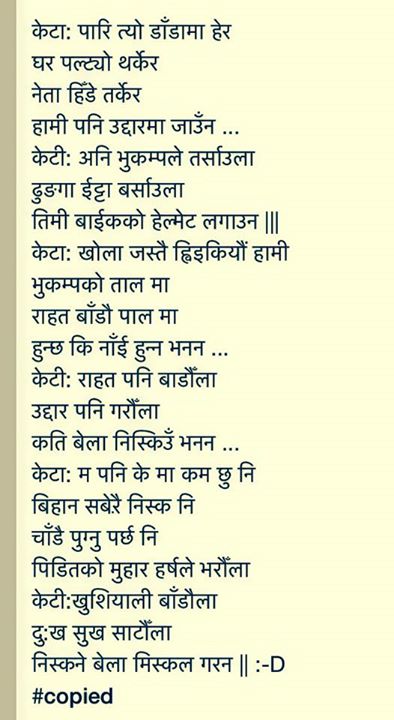 केटा: पारि त्यो डाँडामा हेर
घर पल्ट्यो थर्केर
नेता हिँडे तर्केर
हामी पनि उद्दारमा जाउँन ...
केटी: अनि भुकम्पले तर्साउला
ढुङगा ईट्टा बर्साउला
तिमी बाईकको हेल्मेट लगाउन |||
केटा: खोला जस्तै ह्विइकियौं हामी
भुकम्पको ताल मा
राहत बाँडौ पाल मा
हुन्छ कि नाँई हुन्न भनन ...
केटी: राहत पनि बाडौँला
उद्दार पनि गरौँला
कति बेला निस्किउँ भनन ...
केटा: म पनि के मा कम छु नि
बिहान सबेरै निस्क नि
चाँडै पुग्नु पर्छ नि
पिडितको मुहार हर्षले भरौँला
केटी:खुशियाली बाँडौला
दु:ख सुख साटौँला
निस्कने बेला मिस्कल गरन || :-D
#copied